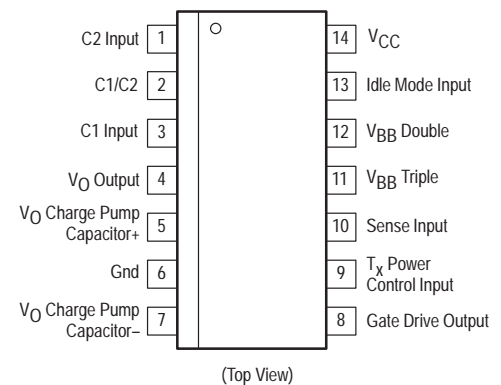 C2 Input 1
C1/C2 2
C1 Input 3
VO Output 4
VO Charge Pump
Capacitor+ 5
Gnd 6
VO Charge Pump
Capacitor– 7
14 VCC
13 Idle Mode Input
12 VBB Double
11 VBB Triple
10 Sense Input
9 Tx Power
Control Input
8 Gate Drive Output
(Top View)